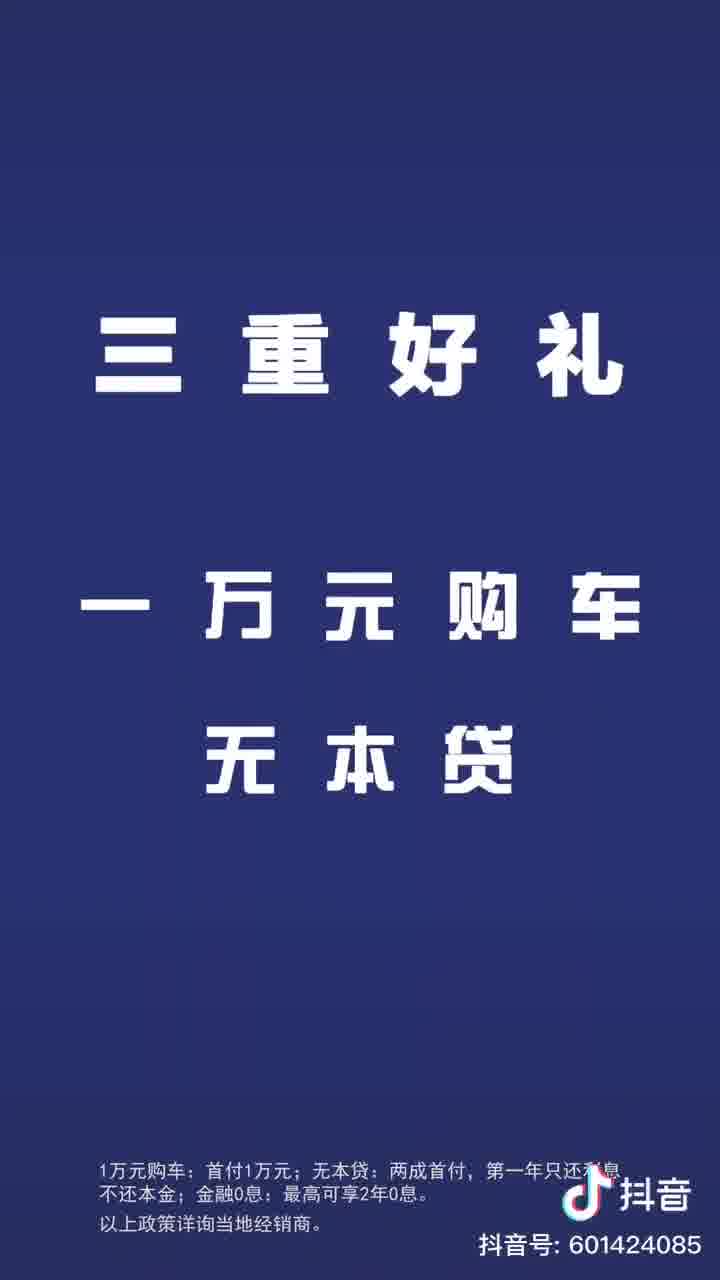 三重好礼
一万元购车
无本贷
1万元购车：首付1万元；无本贷：两成首付，第一年只还利息
不还本金；金融0息：最高可享2年0息。
以上政策详询当地经销商。
抖音
抖音号: 601424085